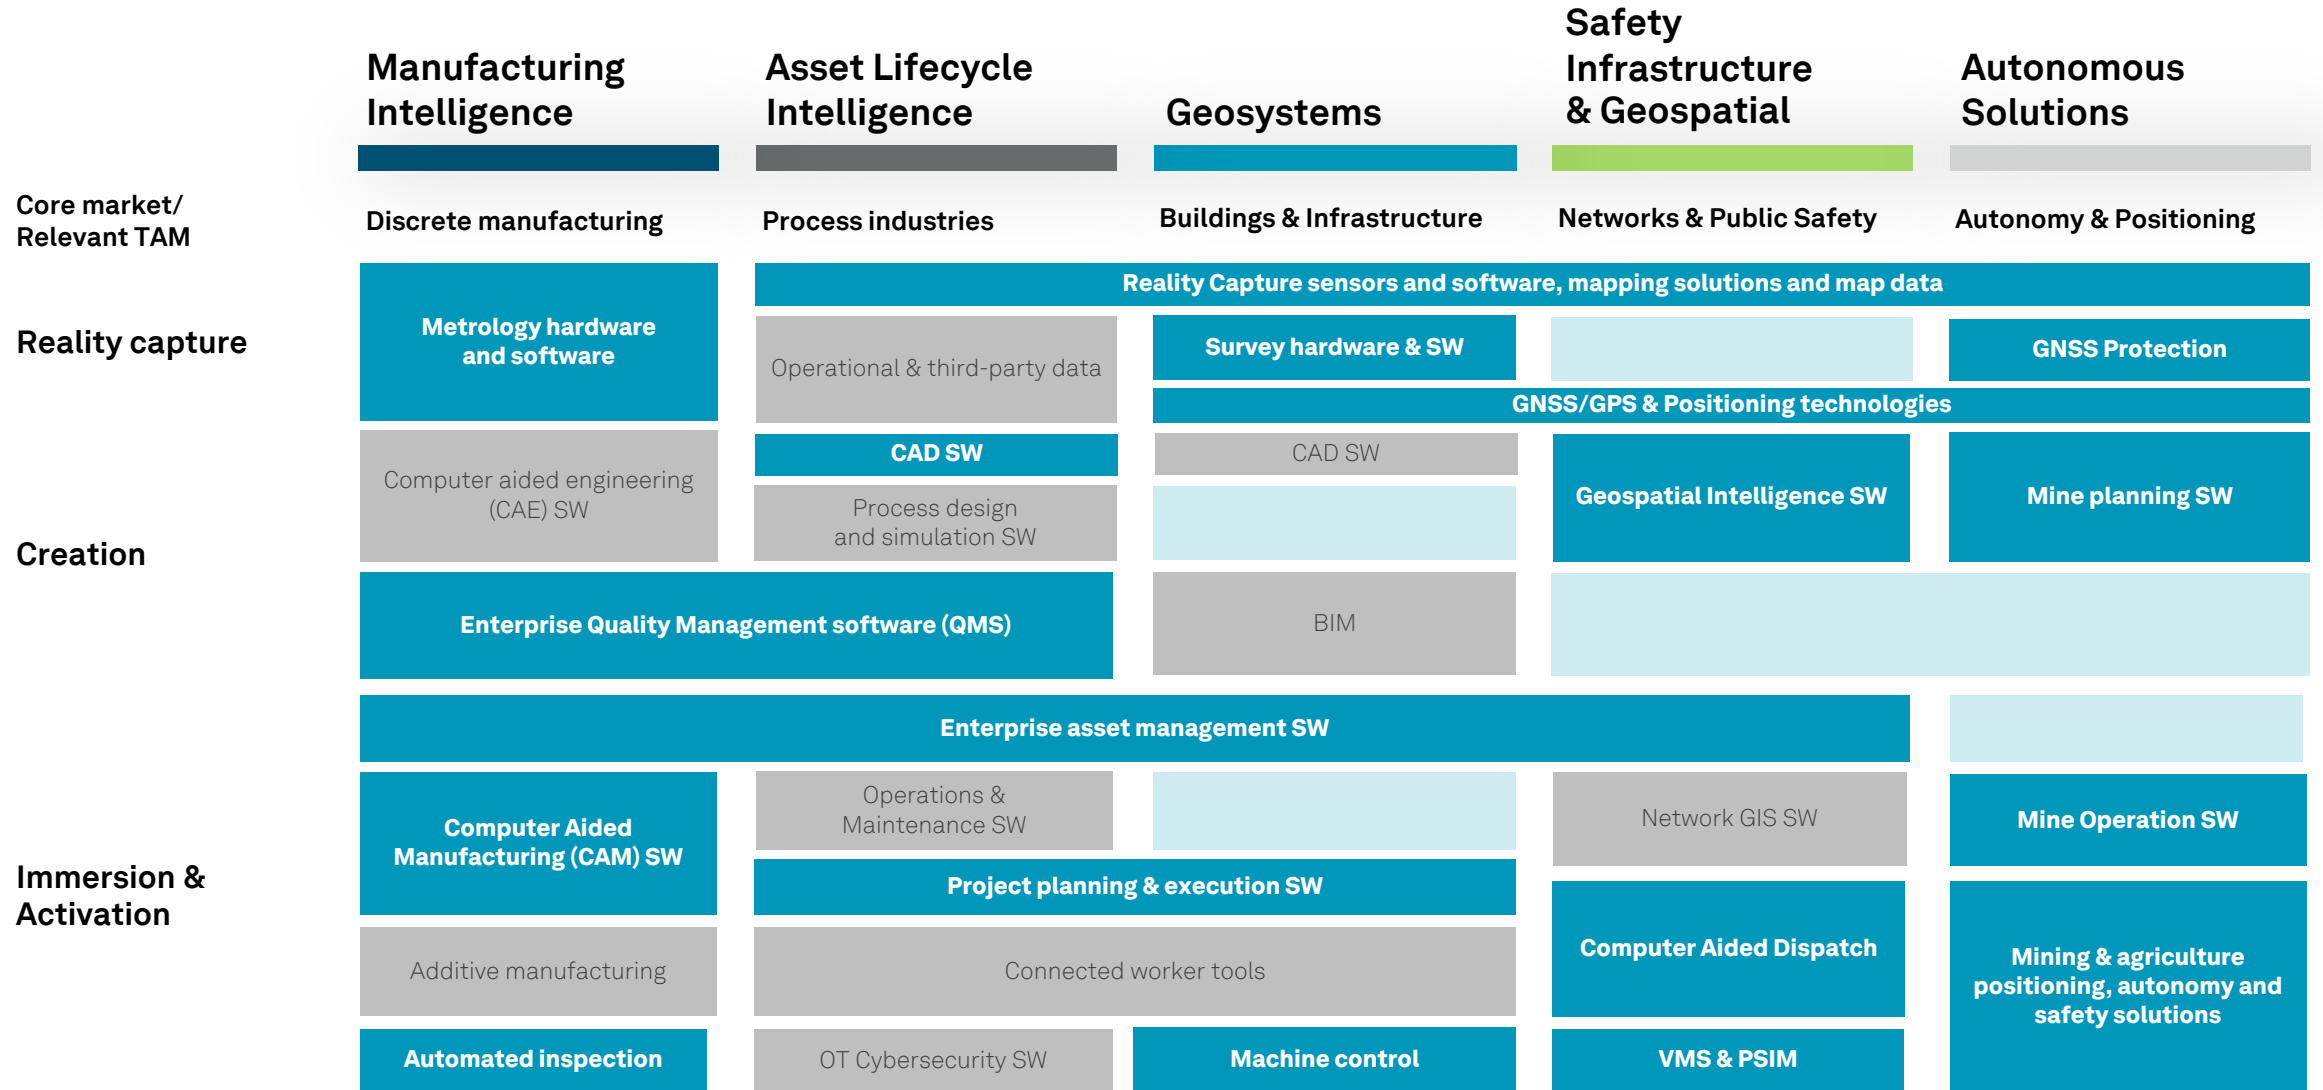 Manufacturing
Intelligence
Asset Lifecycle
Intelligence
Geosystems
Safety
Infrastructure
& Geospatial
Autonomous
Solutions
Core market/
Relevant TAM
Discrete manufacturing
Process industries
Buildings & Infrastructure
Networks & Public Safety
Autonomy & Positioning
Reality capture
Metrology hardware
and software
Reality Capture sensors and software, mapping solutions and map data
Operational & third-party data
Survey hardware & SW
GNSS Protection
GNSS/GPS & Positioning technologies
Creation
Computer aided engineering
(CAE) SW
CAD SW
Process design
and simulation SW
CAD SW
Geospatial Intelligence SW
Mine planning SW
Enterprise Quality Management software (QMS)
BIM
Immersion &
Activation
Enterprise asset management SW
Computer Aided
Manufacturing (CAM) SW
Operations &
Maintenance SW
Network GIS SW
Mine Operation SW
Project planning & execution SW
Computer Aided Dispatch
Mining & agriculture
positioning, autonomy and
safety solutions
Additive manufacturing
Connected worker tools
Automated inspection
OT Cybersecurity SW
Machine control
VMS & PSIM